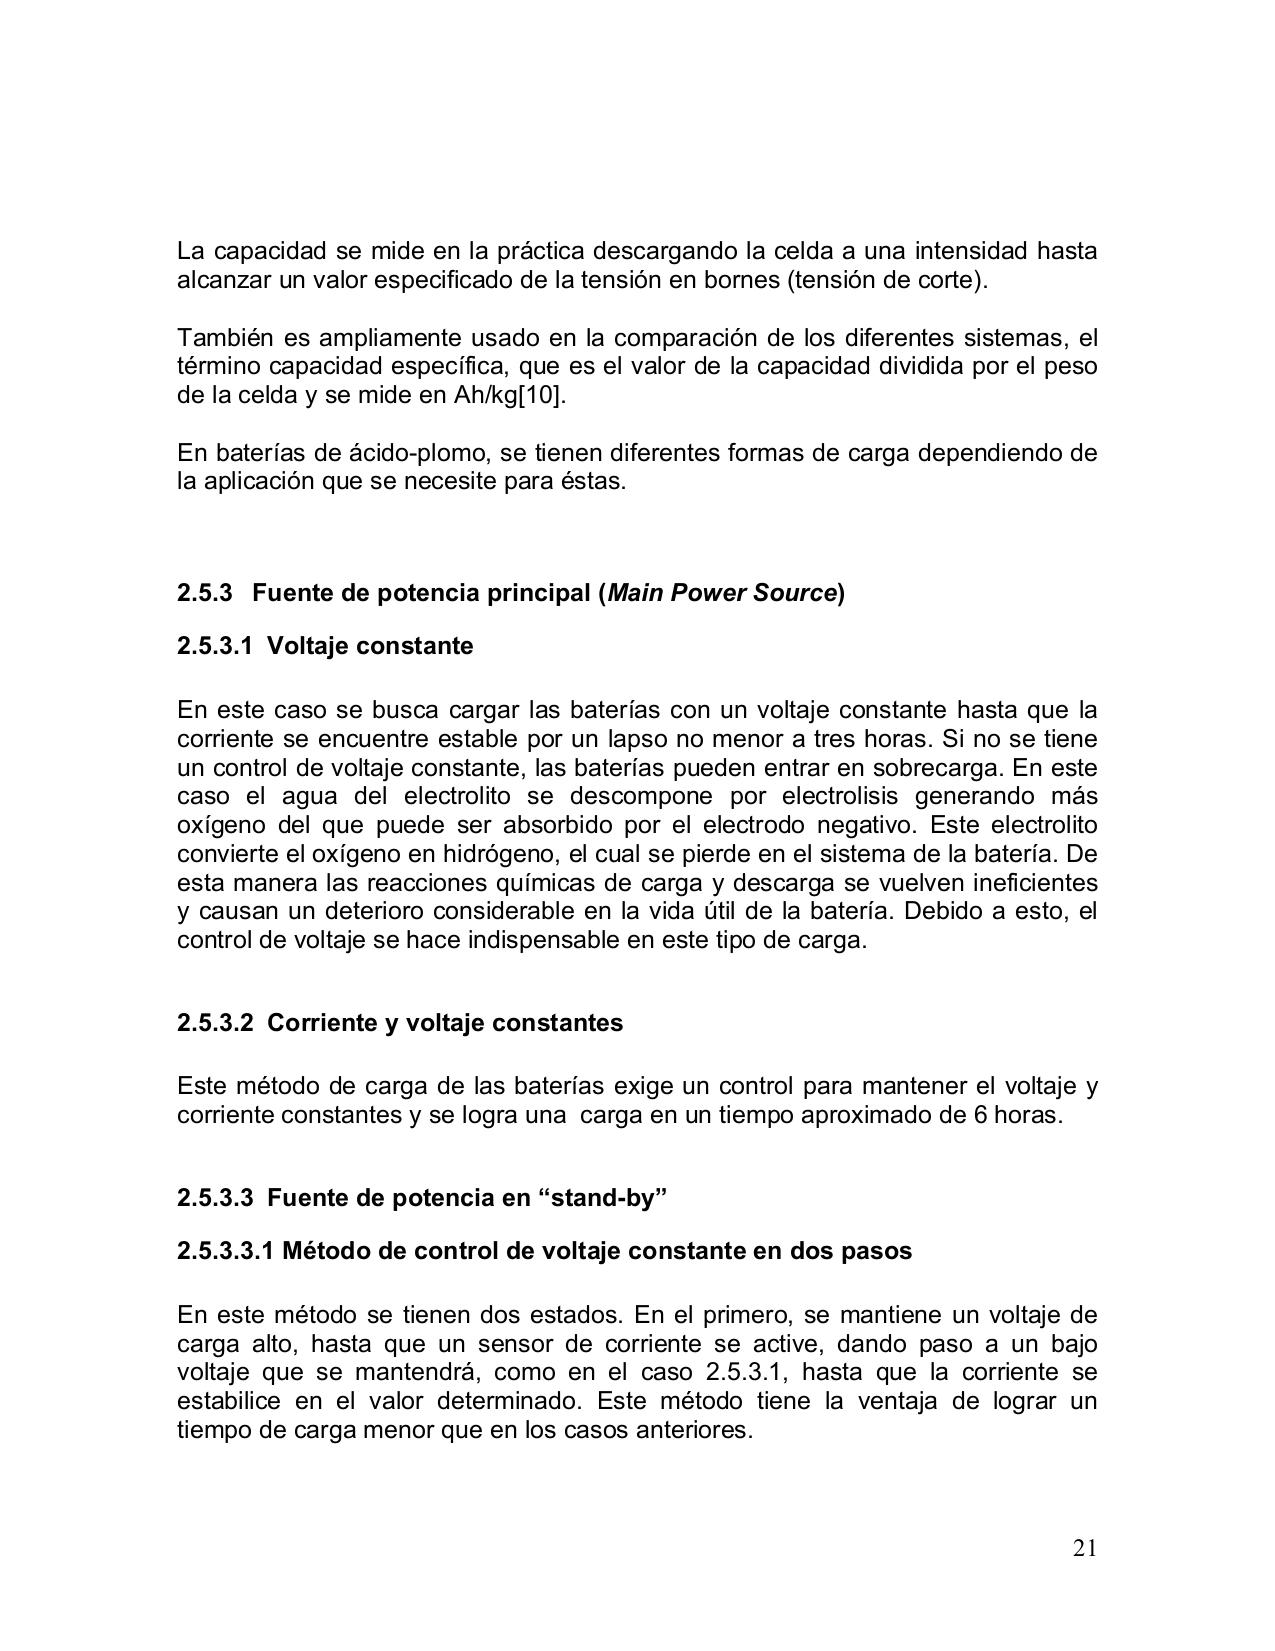 La capacidad se mide en la práctica descargando la celda a una intensidad hasta
alcanzar un valor especificado de la tensión en bornes (tensión de corte).
También es ampliamente usado en la comparación de los diferentes sistemas, el
término capacidad específica, que es el valor de la capacidad dividida por el peso
de la celda y se mide en Ah/kg[10].
En baterías de ácido-plomo, se tienen diferentes formas de carga dependiendo de
la aplicación que se necesite para éstas.
2.5.3 Fuente de potencia principal (Main Power Source)
2.5.3.1 Voltaje constante
En este caso se busca cargar las baterías con un voltaje constante hasta que la
corriente se encuentre estable por un lapso no menor a tres horas. Si no se tiene
un control de voltaje constante, las baterías pueden entrar en sobrecarga. En este
caso el agua del electrolito se descompone por electrolisis generando más
oxígeno del que puede ser absorbido por el electrodo negativo. Este electrolito
convierte el oxígeno en hidrógeno, el cual se pierde en el sistema de la batería. De
esta manera las reacciones químicas de carga y descarga se vuelven ineficientes
y causan un deterioro considerable en la vida útil de la batería. Debido a esto, el
control de voltaje se hace indispensable en este tipo de carga.
2.5.3.2 Corriente y voltaje constantes
Este método de carga de las baterías exige un control para mantener el voltaje y
corriente constantes y se logra una  carga en un tiempo aproximado de 6 horas.
2.5.3.3 Fuente de potencia en “stand-by”
2.5.3.3.1 Método de control de voltaje constante en dos pasos
En este método se tienen dos estados. En el primero, se mantiene un voltaje de
carga alto, hasta que un sensor de corriente se active, dando paso a un bajo
voltaje que se mantendrá, como en el caso 2.5.3.1, hasta que la corriente se
estabilice en el valor determinado. Este método tiene la ventaja de lograr un
tiempo de carga menor que en los casos anteriores.
21